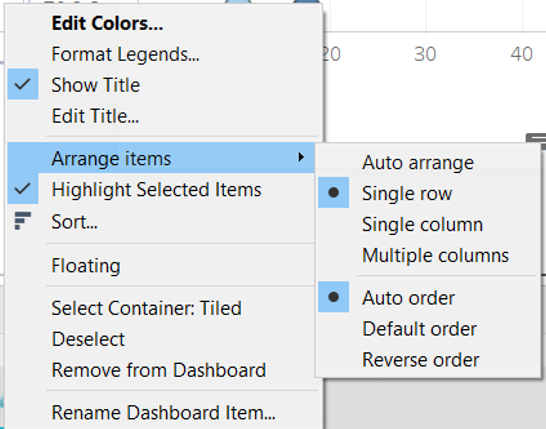 Edit Colors...
Format Legends...
Show Title
Edit Title...
Arrange items
Highlight Selected Items
Sort...
Floating
Select Container: Tiled
Deselect
Remove from Dashboard
Rename Dashboard Item...
20 30 40
Auto arrange
Single row
Single column
Multiple columns
Auto order
Default order
Reverse order